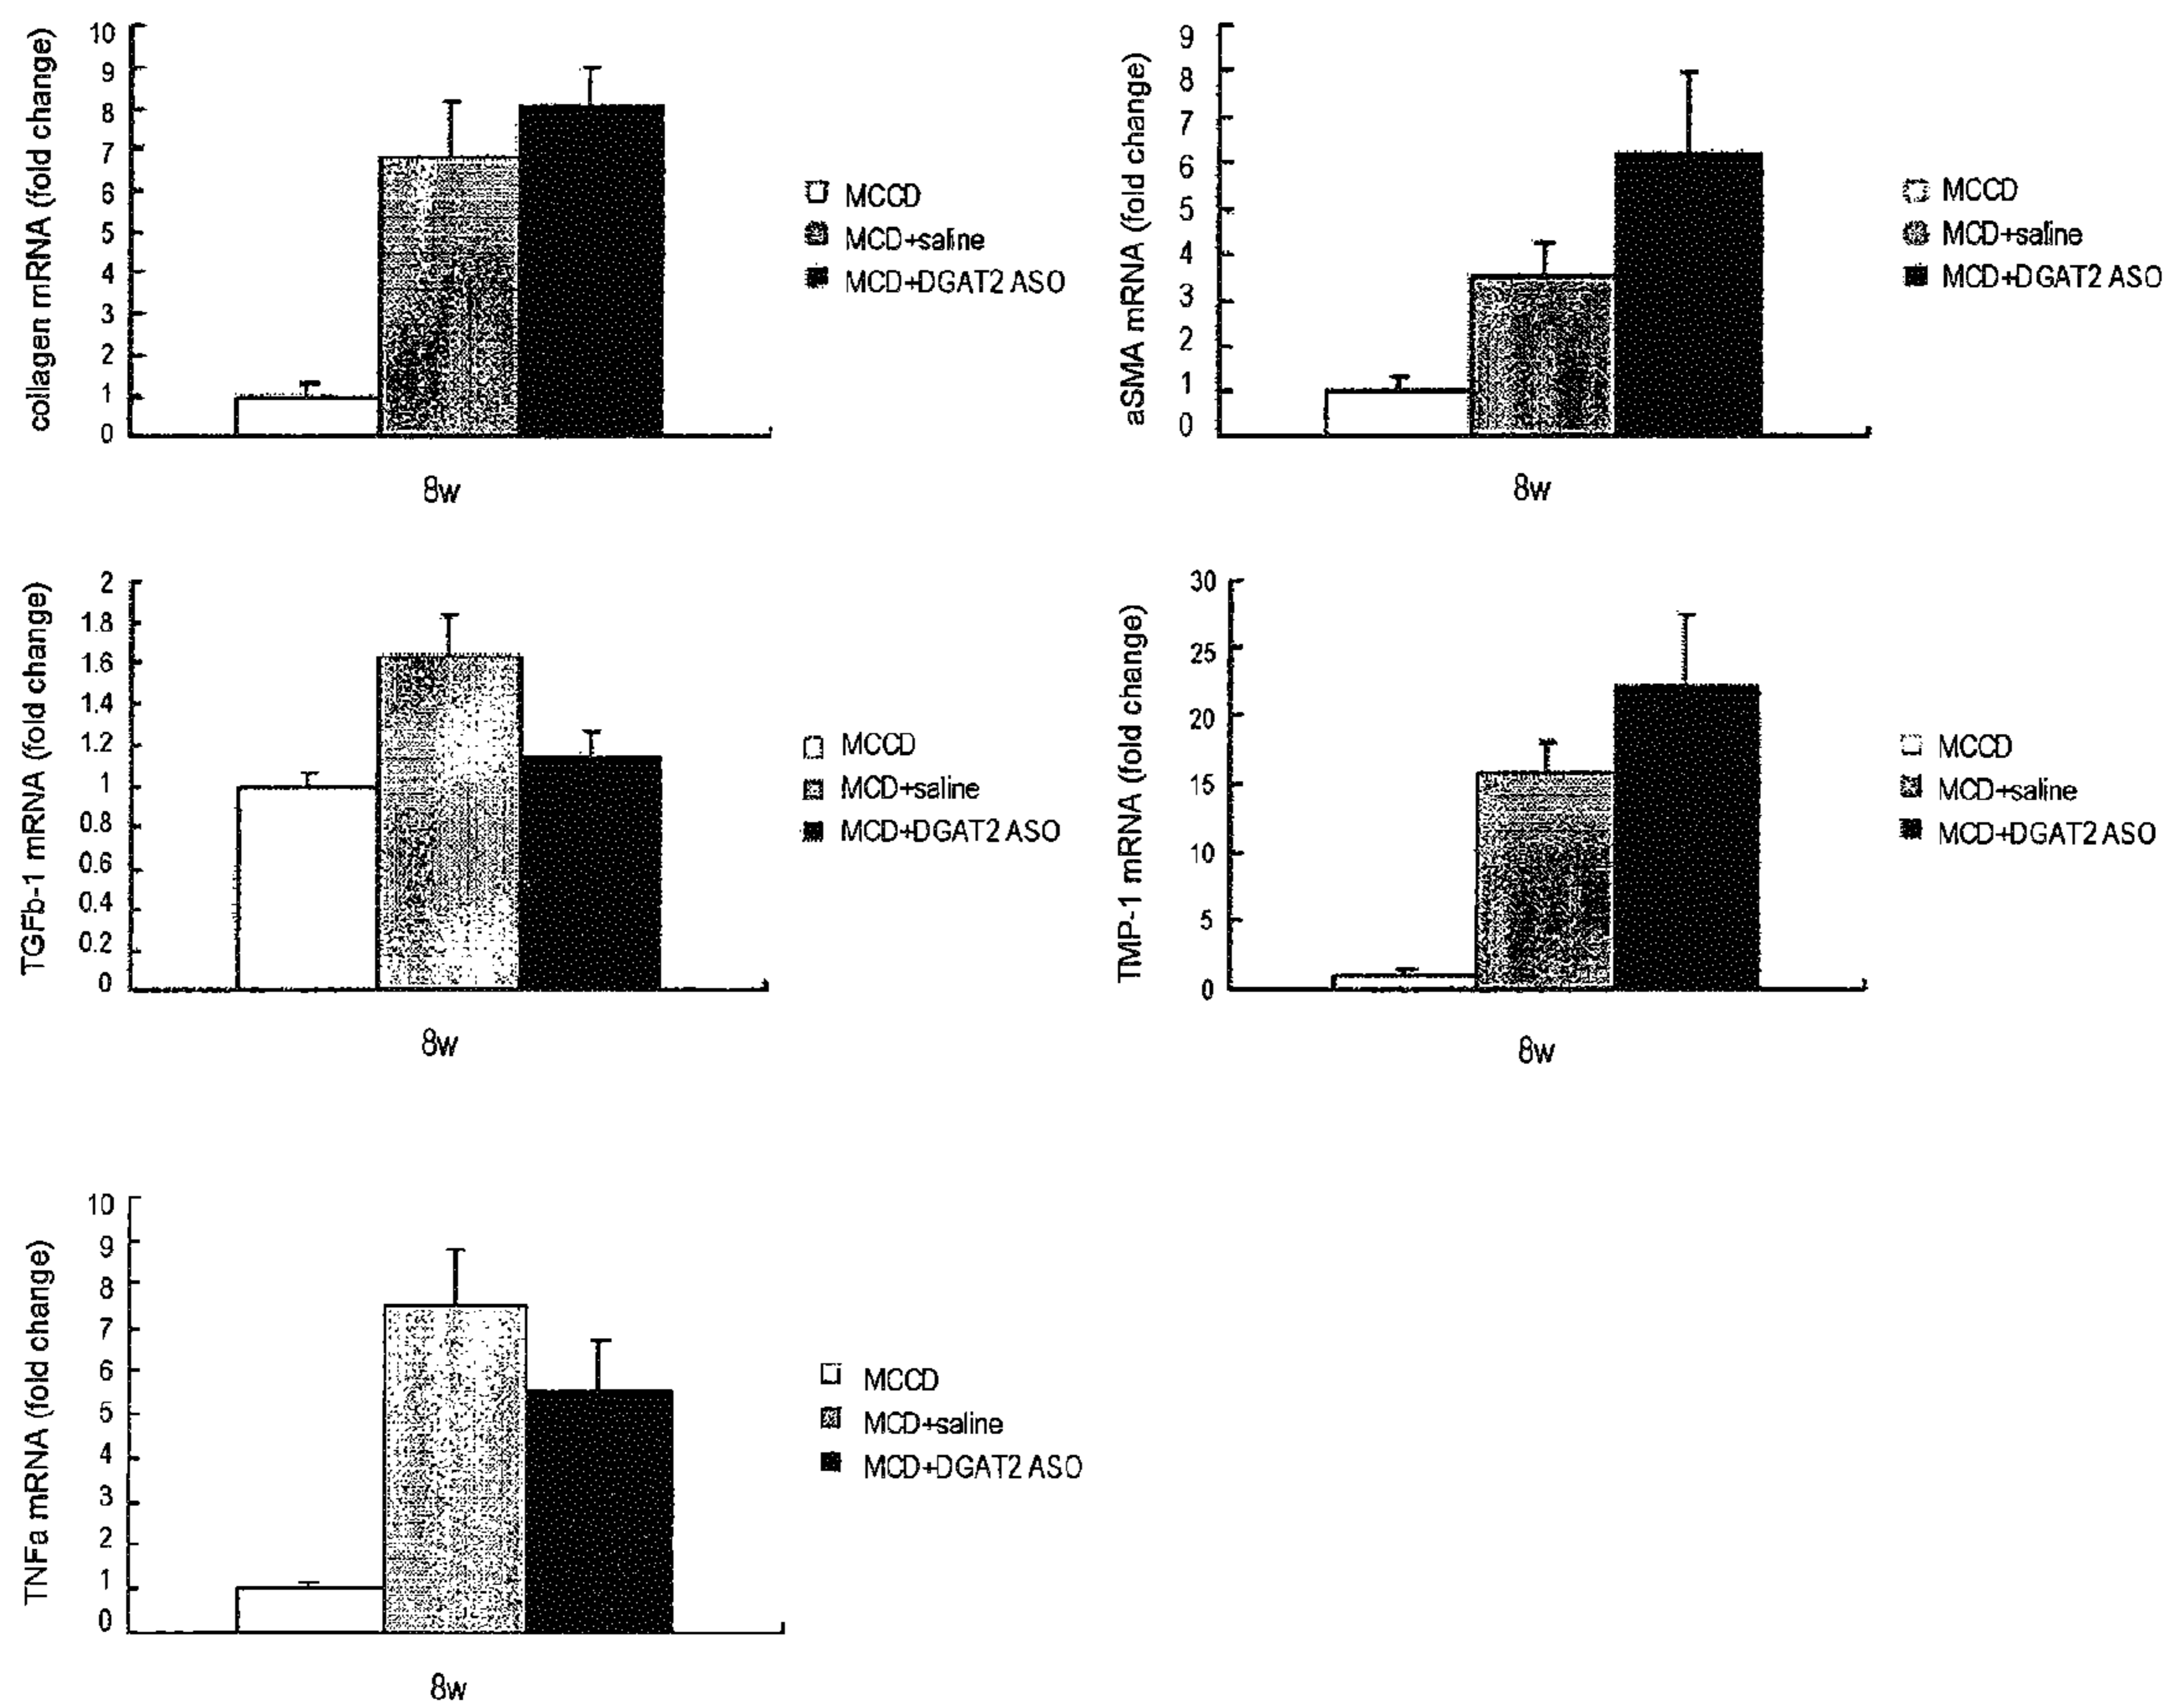 collagen mRNA (fold change)
10
9
8
7
6
5
4
3
2
1
0
8w
MCCD
MCD+saline
MCD+DGAT2 ASO
aSMA mRNA (fold change)
9
8
7
6
5
4
3
2
1
0
8w
MCCD
MCD+saline
MCD+DGAT2 ASO
TGFb-1 mRNA (fold change)
2
1.8
1.6
1.4
1.2
1
0.8
0.6
0.4
0.2
0
8w
MCCD
MCD+saline
MCD+DGAT2 ASO
TMP-1 mRNA (fold change)
30
25
20
15
10
5
0
8w
MCCD
MCD+saline
MCD+DGAT2 ASO
TNFa mRNA (fold change)
10
9
8
7
6
5
4
3
2
1
0
8w
MCCD
MCD+saline
MCD+DGAT2 ASO